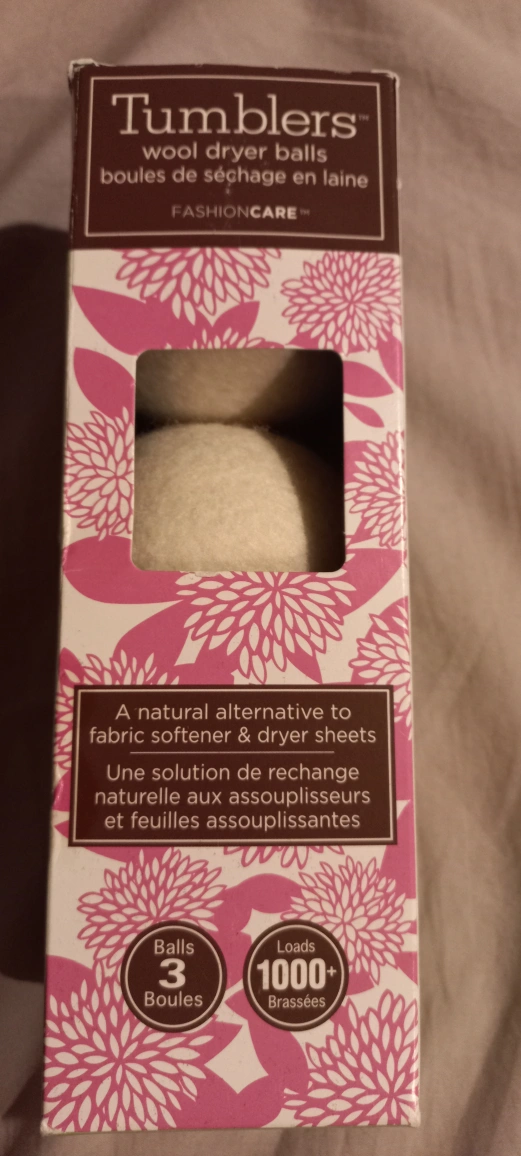 Tumblers™
wool dryer balls
boules de séchage en laine
FASHIONCARE™
A natural alternative to
fabric softener & dryer sheets
Une solution de rechange
naturelle aux assouplisseurs
et feuilles assouplissantes
Balls
3
Boules
Loads
1000+
Brassées